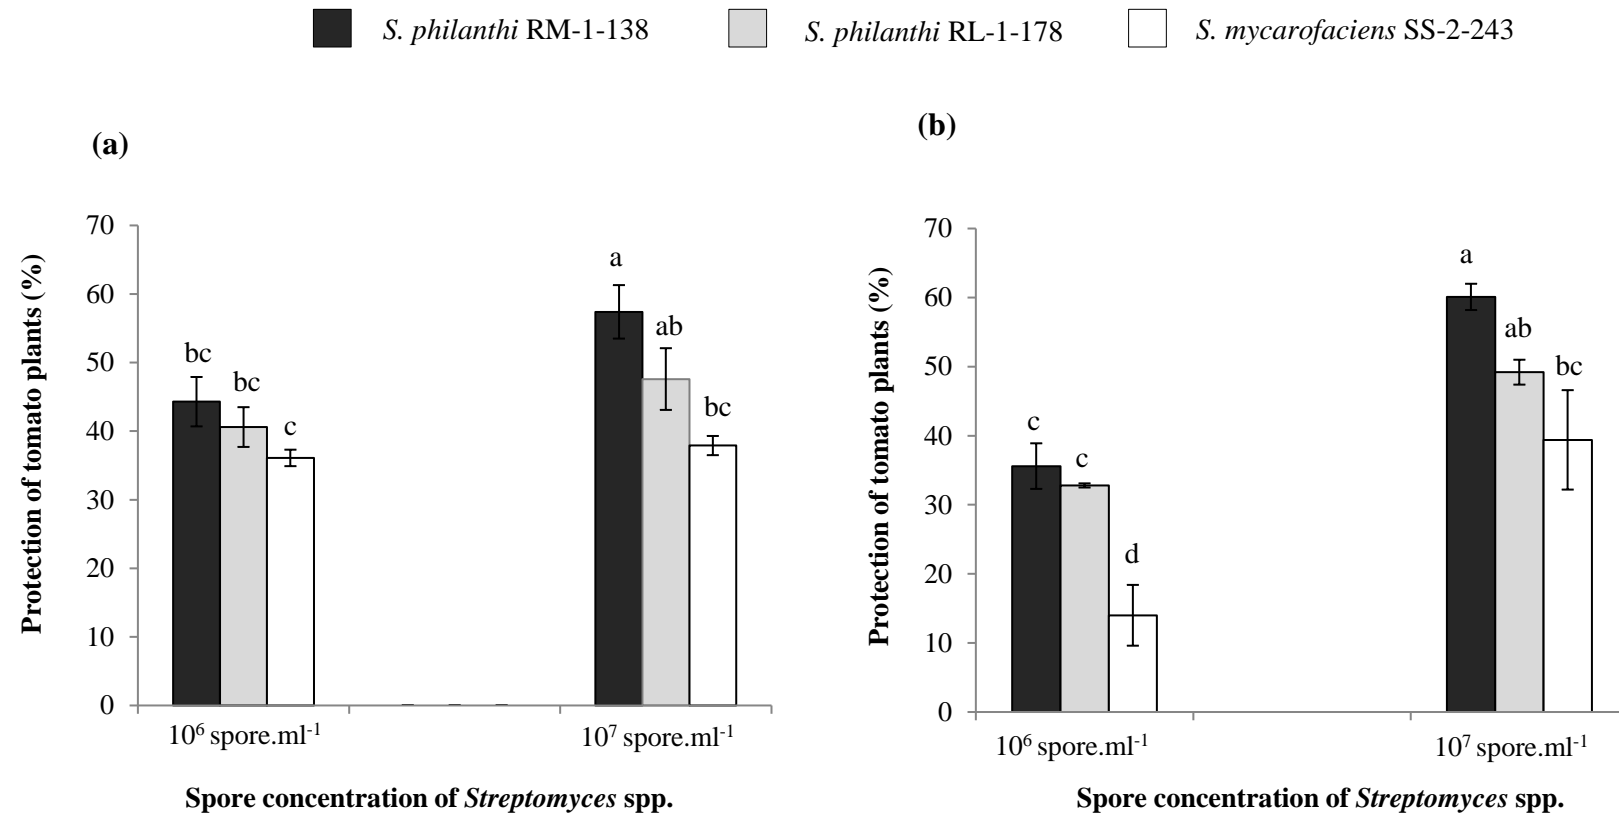 S. philanthi RM-1-138 S. philanthi RL-1-178 S. mycarofaciens SS-2-243
(a)
Protection of tomato plants (%)
70
60
50
40
30
20
10
0
bc
bc
c
a
ab
bc
10⁶ spore.ml⁻¹ 10⁷ spore.ml⁻¹
Spore concentration of Streptomyces spp.
(b)
Protection of tomato plants (%)
70
60
50
40
30
20
10
0
c
c
d
a
ab
bc
10⁶ spore.ml⁻¹ 10⁷ spore.ml⁻¹
Spore concentration of Streptomyces spp.